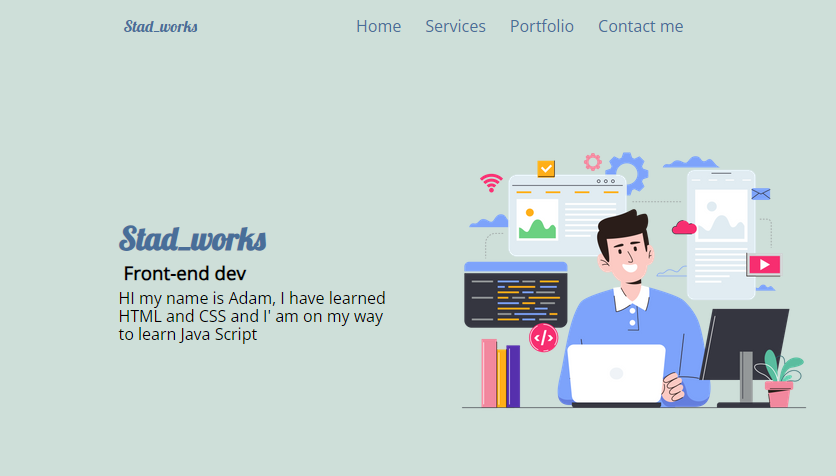 Stad_works
Home Services Portfolio Contact me
Stad_works
Front-end dev
HI my name is Adam, I have learned
HTML and CSS and I' am on my way
to learn Java Script
</>